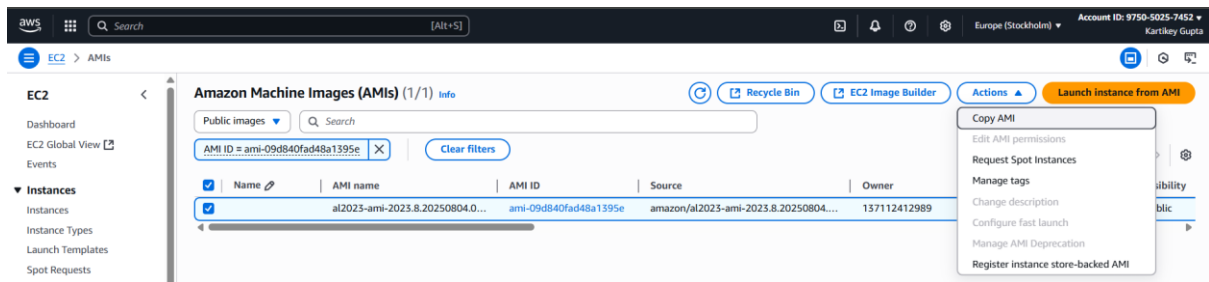 aws
Search [Alt+S]
Europe (Stockholm) ▼
Account ID: 9750-5025-7452 ▼
Kartikey Gupta
EC2 > AMIs
EC2
Dashboard
EC2 Global View
Events
▼ Instances
Instances
Instance Types
Launch Templates
Spot Requests
Amazon Machine Images (AMIs) (1/1) Info
Recycle Bin
EC2 Image Builder
Actions ▲
Launch instance from AMI
Public images ▼
Search
AMI ID = ami-09d840fad48a1395e
Clear filters
Name AMI name AMI ID Source Owner sibility
al2023-ami-2023.8.20250804.0... ami-09d840fad48a1395e amazon/al2023-ami-2023.8.20250804.... 137112412989 blic
Copy AMI
Edit AMI permissions
Request Spot Instances
Manage tags
Change description
Configure fast launch
Manage AMI Deprecation
Register instance store-backed AMI